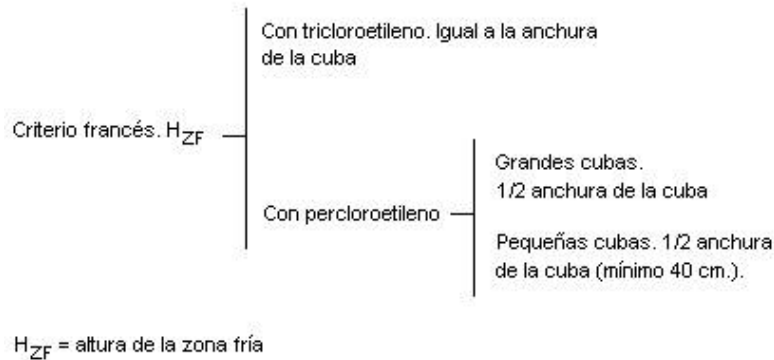 Con tricloroetileno. Igual a la anchura
de la cuba
Criterio francés. HZF
Con percloroetileno
Grandes cubas.
1/2 anchura de la cuba
Pequeñas cubas. 1/2 anchura
de la cuba (mínimo 40 cm.).
HZF = altura de la zona fría